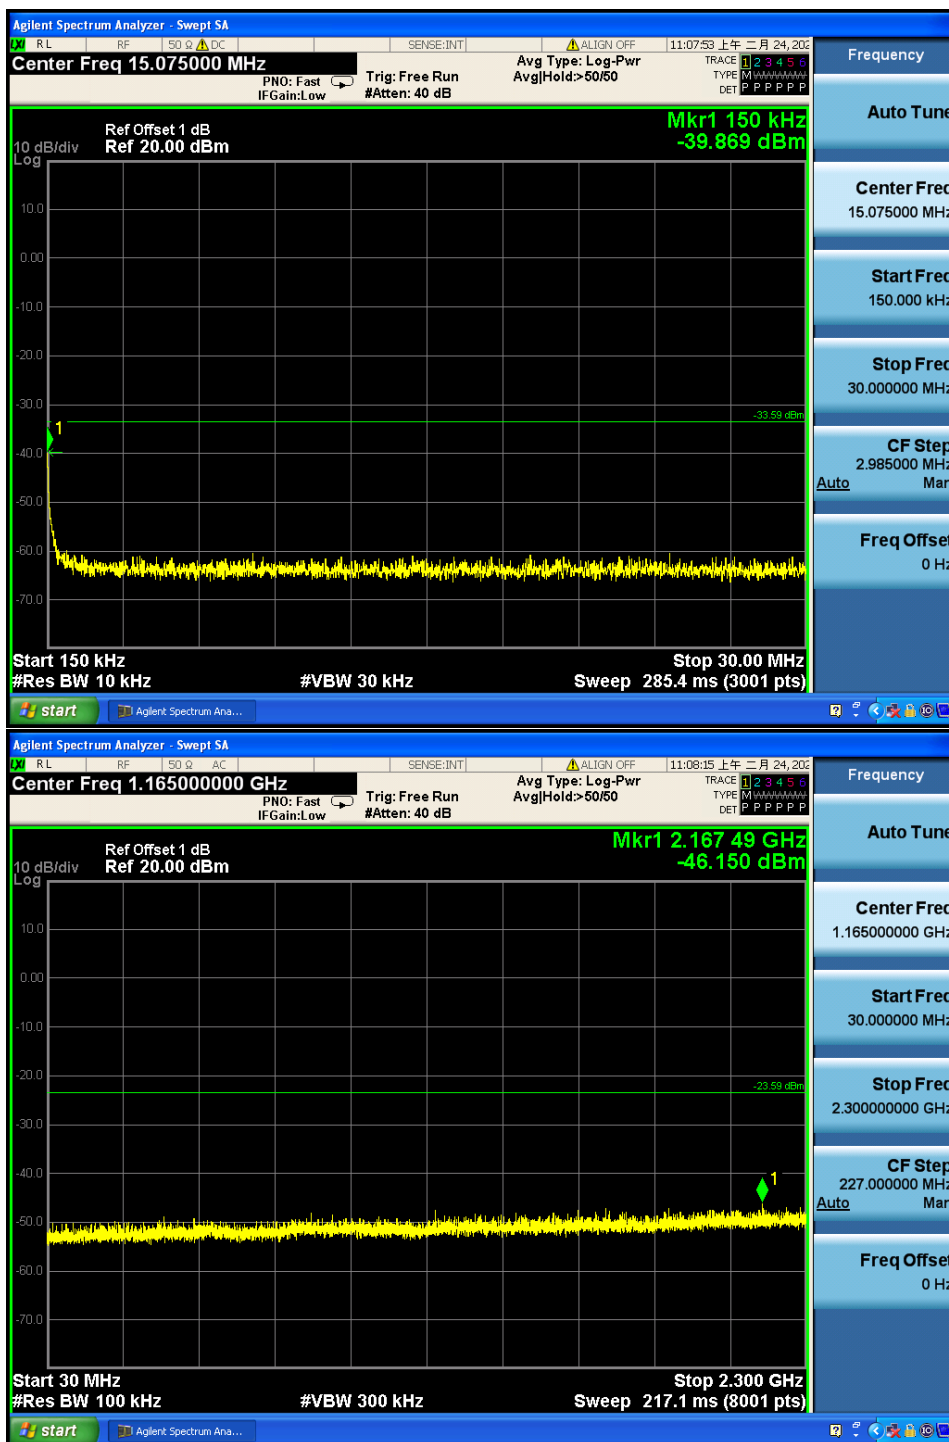 Agilent Spectrum Analyzer - Swept SA
LXI RL RF 50 Ω DC SENSE:INT ALIGN OFF 11:07:53 上午 二月 24, 202
Center Freq 15.075000 MHz
PNO: Fast
IFGain:Low
Trig: Free Run
#Atten: 40 dB
Avg Type: Log-Pwr
Avg|Hold:>50/50
TRACE 1 2 3 4 5 6
TYPE M W W W W W
DET P P P P P P
Frequency
Auto Tune
Mkr1 150 kHz
-39.869 dBm
Ref Offset 1 dB
10 dB/div Ref 20.00 dBm
Log
10.0
0.00
-10.0
-20.0
-30.0
-40.0
-50.0
-60.0
-70.0
-33.59 dBm
1
Center Freq
15.075000 MHz
Start Freq
150.000 kHz
Stop Freq
30.000000 MHz
CF Step
2.985000 MHz
Auto Man
Freq Offset
0 Hz
Start 150 kHz Stop 30.00 MHz
#Res BW 10 kHz #VBW 30 kHz Sweep 285.4 ms (3001 pts)
start Agilent Spectrum Ana...
Agilent Spectrum Analyzer - Swept SA
LXI RL RF 50 Ω AC SENSE:INT ALIGN OFF 11:08:15 上午 二月 24, 202
Center Freq 1.165000000 GHz
PNO: Fast
IFGain:Low
Trig: Free Run
#Atten: 40 dB
Avg Type: Log-Pwr
Avg|Hold:>50/50
TRACE 1 2 3 4 5 6
TYPE M W W W W W
DET P P P P P P
Frequency
Auto Tune
Mkr1 2.167 49 GHz
-46.150 dBm
Ref Offset 1 dB
10 dB/div Ref 20.00 dBm
Log
10.0
0.00
-10.0
-20.0
-30.0
-40.0
-50.0
-60.0
-70.0
-23.59 dBm
1
Center Freq
1.165000000 GHz
Start Freq
30.000000 MHz
Stop Freq
2.300000000 GHz
CF Step
227.000000 MHz
Auto Man
Freq Offset
0 Hz
Start 30 MHz Stop 2.300 GHz
#Res BW 100 kHz #VBW 300 kHz Sweep 217.1 ms (8001 pts)
start Agilent Spectrum Ana...